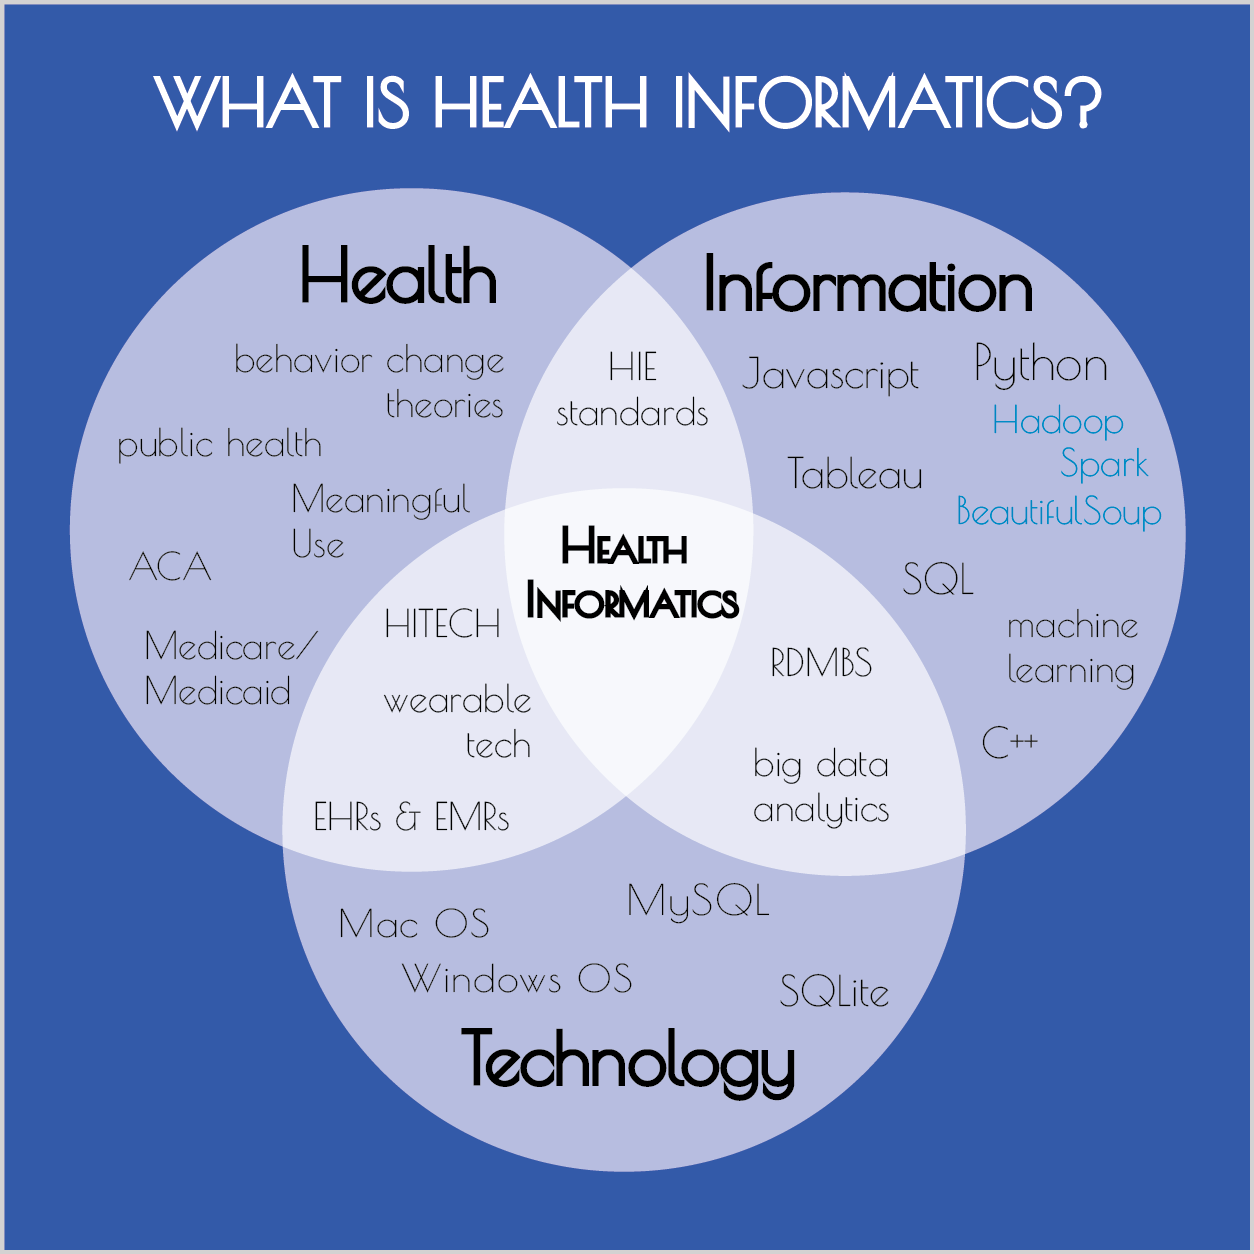 WHAT IS HEALTH INFORMATICS?
Health
behavior change
theories
public health
Meaningful
Use
ACA
Medicare/
Medicaid
HIE
standards
Information
Javascript
Python
Hadoop
Spark
BeautifulSoup
Tableau
SQL
machine
learning
C++
HEALTH
INFORMATICS
HITECH
wearable
tech
EHRs & EMRs
RDMBS
big data
analytics
MySQL
Mac OS
Windows OS
SQLite
Technology